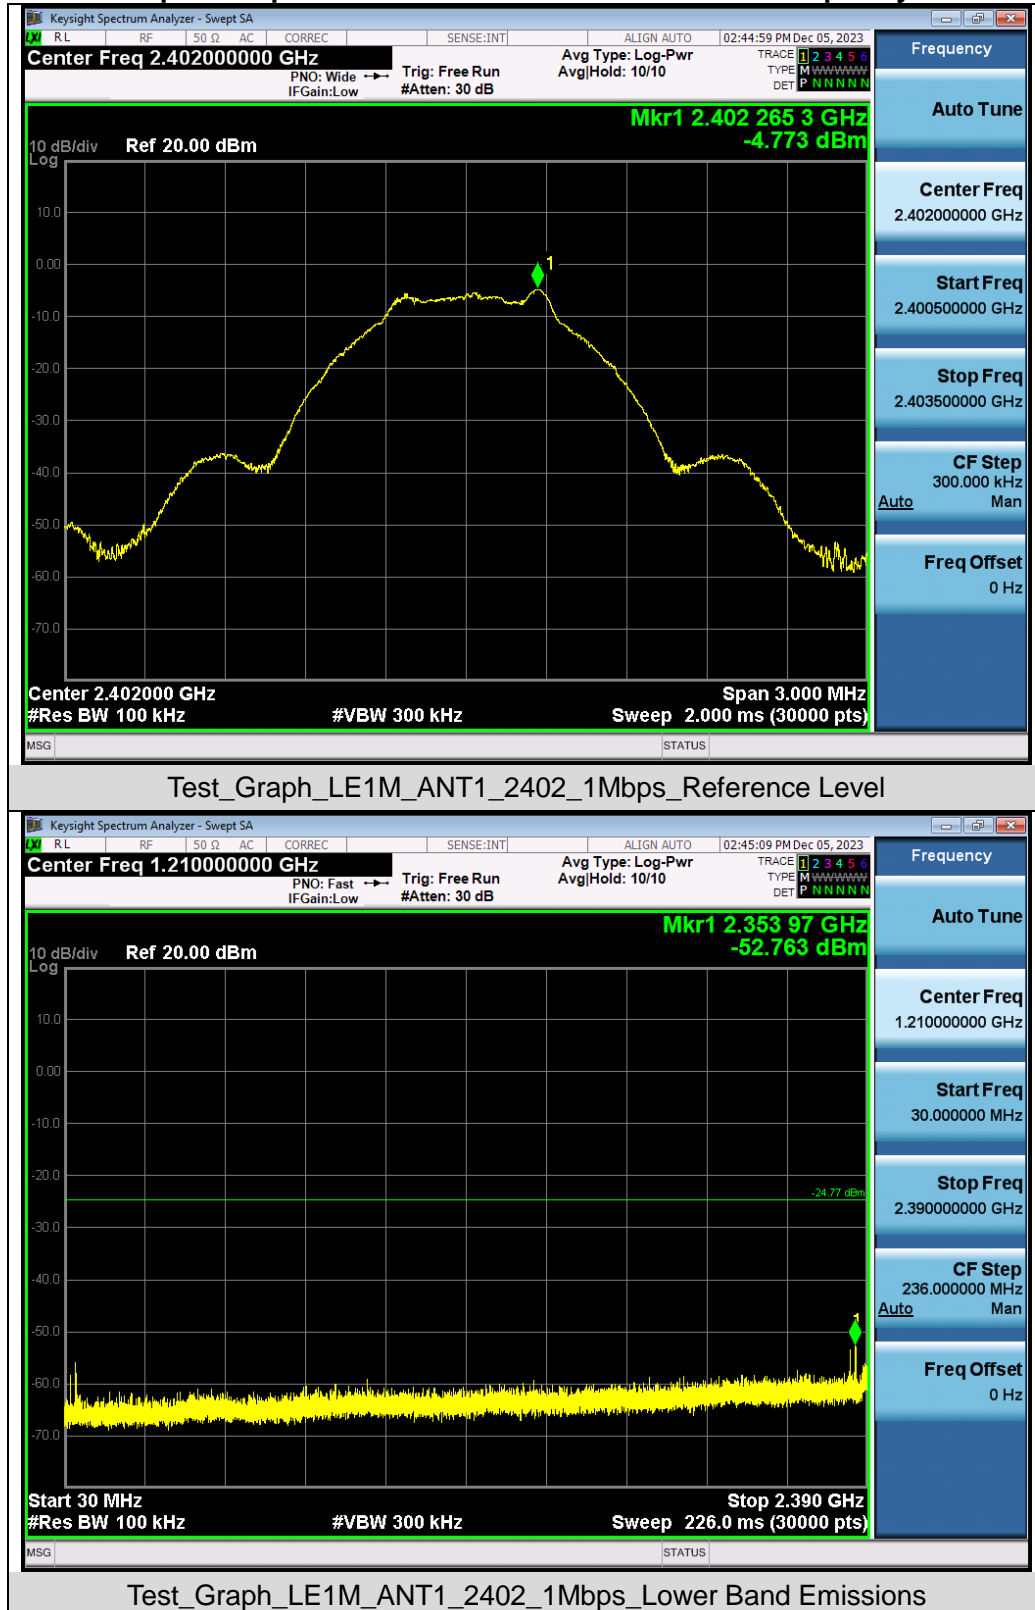 Keysight Spectrum Analyzer - Swept SA
LXI RL RF 50 Ω AC CORREC SENSE:INT ALIGN AUTO 02:44:59 PM Dec 05, 2023
Center Freq 2.402000000 GHz
PNO: Wide
IFGain:Low
Trig: Free Run
#Atten: 30 dB
Avg Type: Log-Pwr
Avg|Hold: 10/10
TRACE 1 2 3 4 5 6
TYPE M WWWWW
DET P N N N N N
Mkr1 2.402 265 3 GHz
-4.773 dBm
10 dB/div Ref 20.00 dBm
Log
10.0
0.00
1
-10.0
-20.0
-30.0
-40.0
-50.0
-60.0
-70.0
Center 2.402000 GHz Span 3.000 MHz
#Res BW 100 kHz #VBW 300 kHz Sweep 2.000 ms (30000 pts)
MSG STATUS
Frequency
Auto Tune
Center Freq
2.402000000 GHz
Start Freq
2.400500000 GHz
Stop Freq
2.403500000 GHz
CF Step
300.000 kHz
Auto Man
Freq Offset
0 Hz
Test_Graph_LE1M_ANT1_2402_1Mbps_Reference Level
Keysight Spectrum Analyzer - Swept SA
LXI RL RF 50 Ω AC CORREC SENSE:INT ALIGN AUTO 02:45:09 PM Dec 05, 2023
Center Freq 1.210000000 GHz
PNO: Fast
IFGain:Low
Trig: Free Run
#Atten: 30 dB
Avg Type: Log-Pwr
Avg|Hold: 10/10
TRACE 1 2 3 4 5 6
TYPE M WWWWW
DET P N N N N N
Mkr1 2.353 97 GHz
-52.763 dBm
10 dB/div Ref 20.00 dBm
Log
10.0
0.00
-10.0
-20.0
-24.77 dBm
-30.0
-40.0
-50.0
1
-60.0
-70.0
Start 30 MHz Stop 2.390 GHz
#Res BW 100 kHz #VBW 300 kHz Sweep 226.0 ms (30000 pts)
MSG STATUS
Frequency
Auto Tune
Center Freq
1.210000000 GHz
Start Freq
30.000000 MHz
Stop Freq
2.390000000 GHz
CF Step
236.000000 MHz
Auto Man
Freq Offset
0 Hz
Test_Graph_LE1M_ANT1_2402_1Mbps_Lower Band Emissions